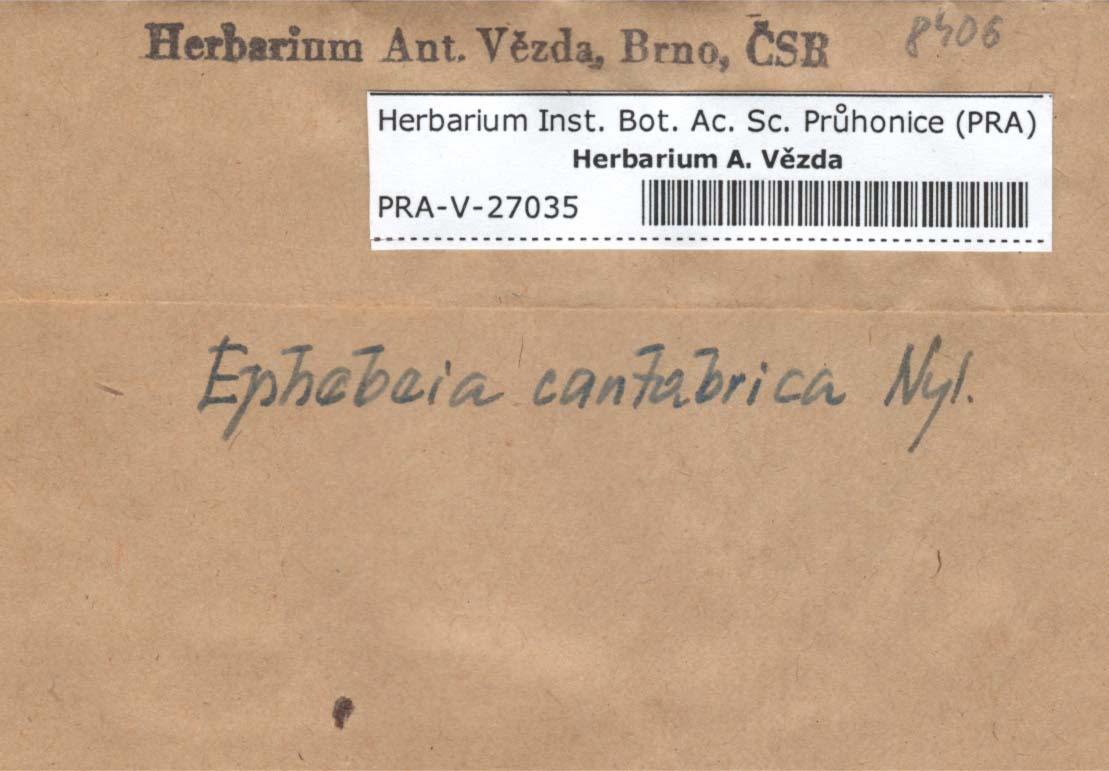 Herbarium Ant. Vězda, Brno, ČSR 8406
Herbarium Inst. Bot. Ac. Sc. Průhonice (PRA)
Herbarium A. Vězda
PRA-V-27035
Ephebeia cantabrica Nyl.